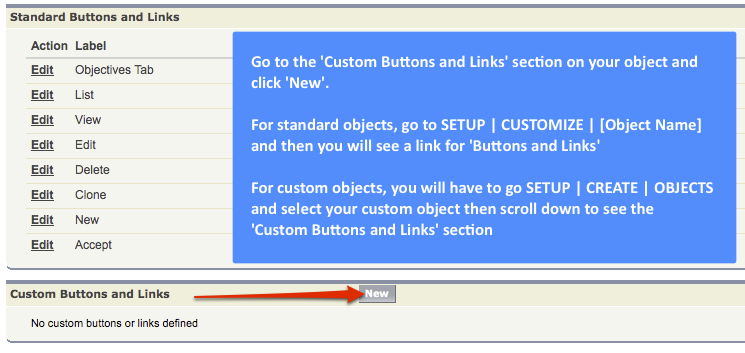 Standard Buttons and Links
Action Label
Edit Objectives Tab
Edit List
Edit View
Edit Edit
Edit Delete
Edit Clone
Edit New
Edit Accept
Go to the 'Custom Buttons and Links' section on your object and
click 'New'.
For standard objects, go to SETUP | CUSTOMIZE | [Object Name]
and then you will see a link for 'Buttons and Links'
For custom objects, you will have to go SETUP | CREATE | OBJECTS
and select your custom object then scroll down to see the
'Custom Buttons and Links' section
Custom Buttons and Links New
No custom buttons or links defined